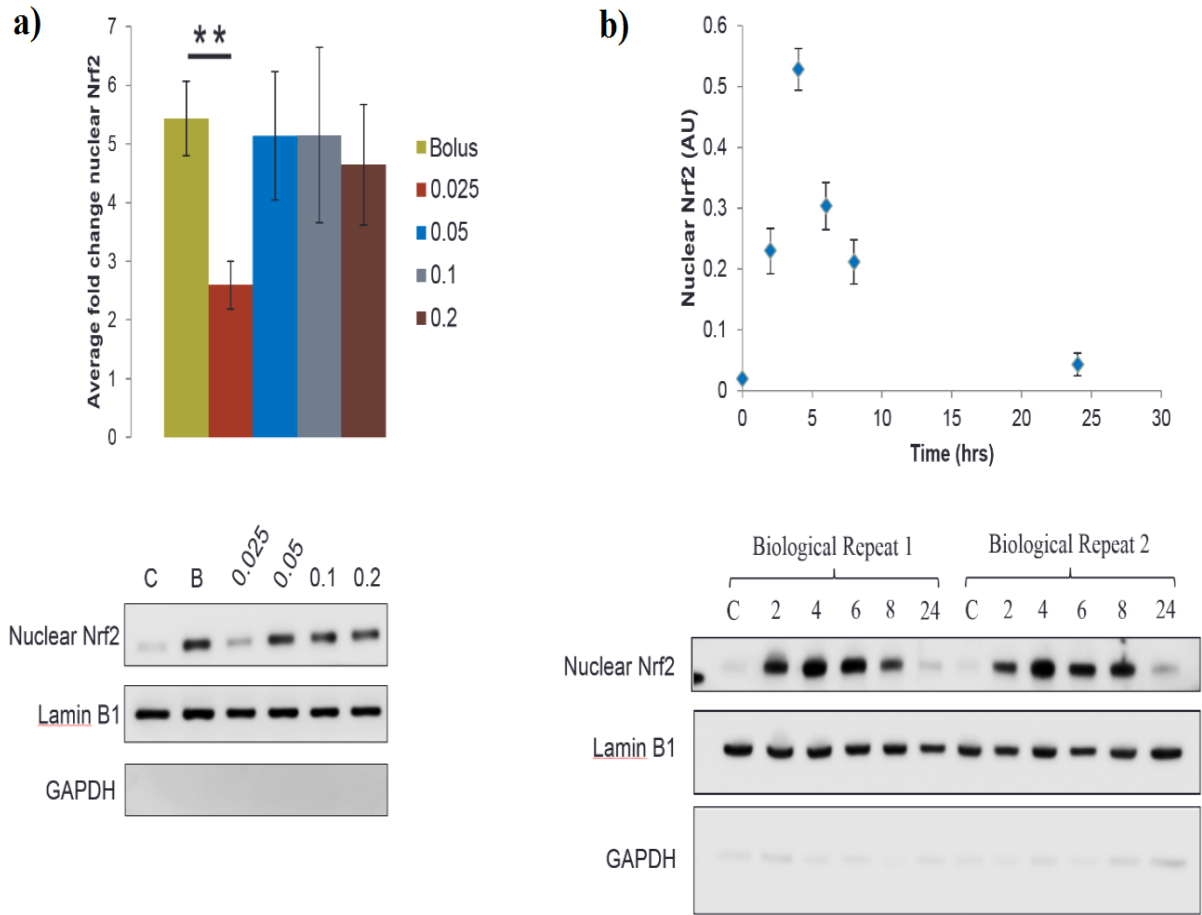 a)
Average fold change nuclear Nrf2
7
6
5
4
3
2
1
0
**
Bolus
0.025
0.05
0.1
0.2
C B 0.025 0.05 0.1 0.2
Nuclear Nrf2
Lamin B1
GAPDH
b)
Nuclear Nrf2 (AU)
0.6
0.5
0.4
0.3
0.2
0.1
0
0 5 10 15 20 25 30
Time (hrs)
Biological Repeat 1 Biological Repeat 2
C 2 4 6 8 24 C 2 4 6 8 24
Nuclear Nrf2
Lamin B1
GAPDH